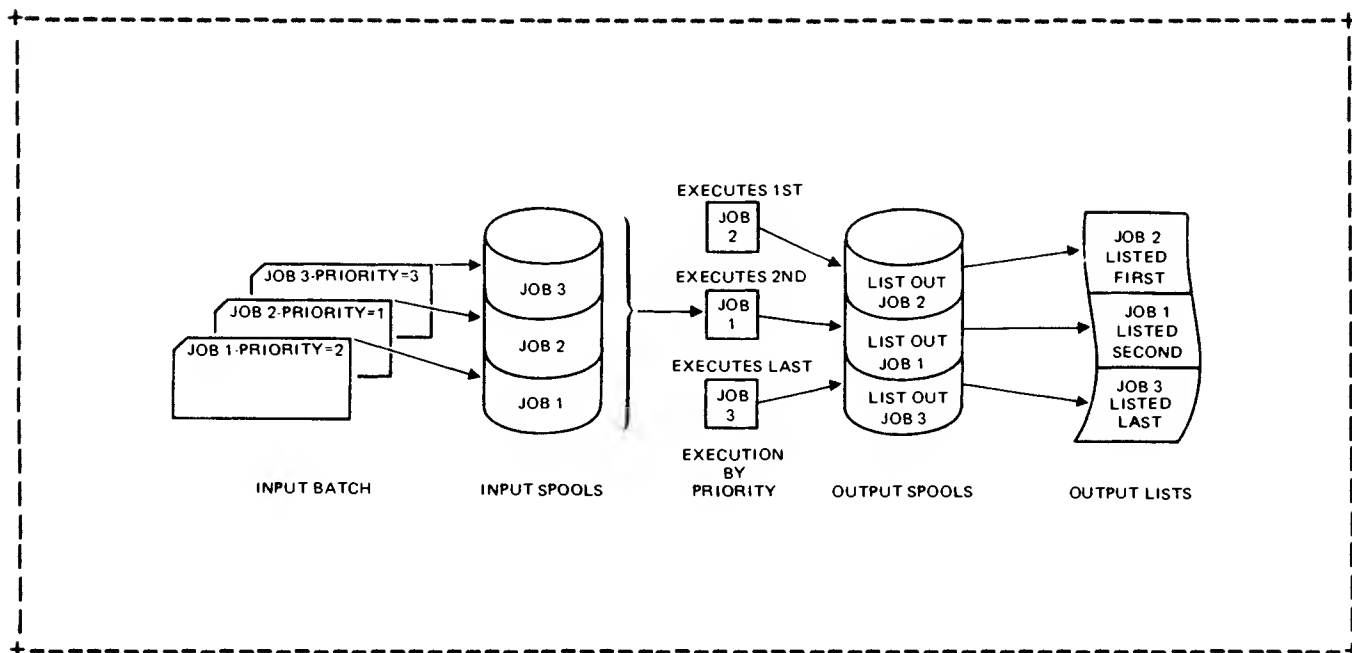 JOB 3-PRIORITY=3
JOB 2-PRIORITY=1
JOB 1-PRIORITY=2
INPUT BATCH
JOB 3
JOB 2
JOB 1
INPUT SPOOLS
EXECUTES 1ST
JOB
2
EXECUTES 2ND
JOB
1
EXECUTES LAST
JOB
3
EXECUTION
BY
PRIORITY
LIST OUT
JOB 2
LIST OUT
JOB 1
LIST OUT
JOB 3
OUTPUT SPOOLS
JOB 2
LISTED
FIRST
JOB 1
LISTED
SECOND
JOB 3
LISTED
LAST
OUTPUT LISTS